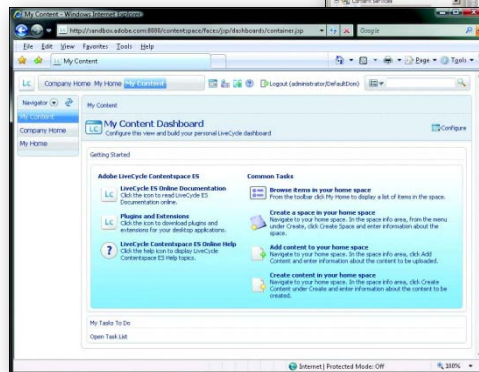 Content Services
My Content - Windows Internet Explorer
http://sandbox.adobe.com:8080/contentspace/faces/jsp/dashboards/container.jsp
Google
File Edit View Favorites Tools Help
My Content
Page Tools
LC Company Home My Home My Content Logout (administrator/DefaultDom)
Navigator
My Content
My Content
Company Home
My Home
LC My Content Dashboard
Configure this view and build your personal LiveCycle dashboard
Configure
Getting Started
Adobe LiveCycle Contentspace ES
LC LiveCycle ES Online Documentation
Click the icon to read LiveCycle ES
Documentation online.
LC Plugins and Extensions
Click the icon to download plugins and
extensions for your desktop applications.
? LiveCycle Contentspace ES Online Help
Click the help icon to display LiveCycle
Contentspace ES Help topics.
Common Tasks
Browse items in your home space
From the toolbar click My Home to display a list of items in the space.
Create a space in your home space
Navigate to your home space. In the space info area, from the menu
under Create, click Create Space and enter information about the
space.
Add content to your home space
Navigate to your home space. In the space info area, click Add
Content and enter information about the content to be uploaded.
Create content in your home space
Navigate to your home space. In the space info area, click Create
Content under Create and enter information about the content to be
created.
My Tasks To Do
Open Task List
Internet | Protected Mode: Off
100%